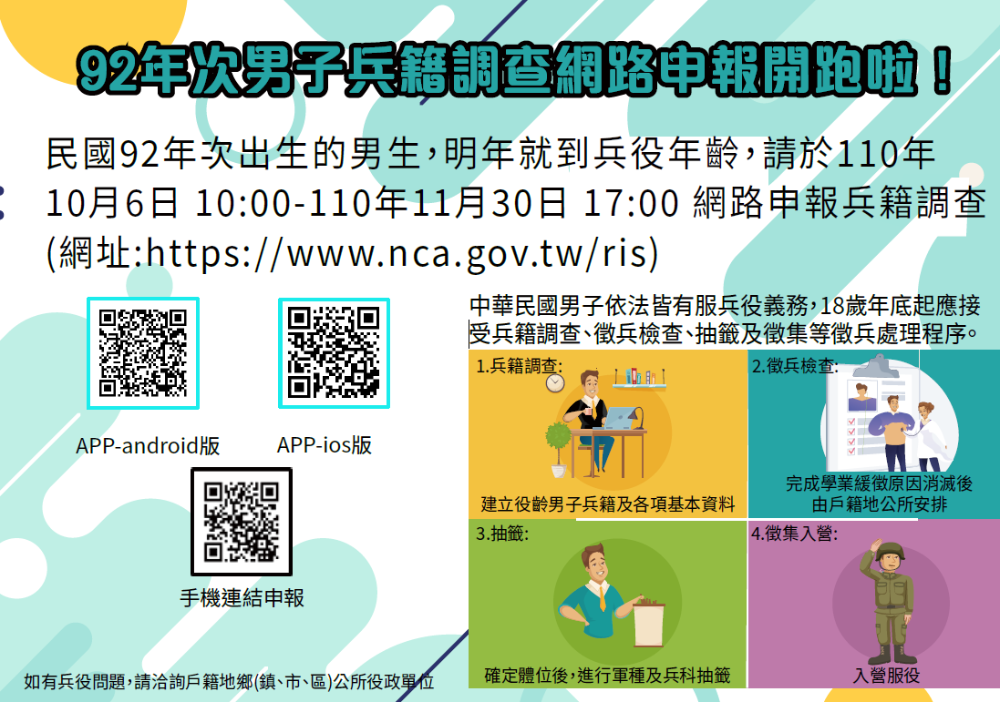 92年次男子兵籍調查網路申報開跑啦！
民國92年次出生的男生，明年就到兵役年齡，請於110年
10月6日 10:00-110年11月30日 17:00 網路申報兵籍調查
(網址:https://www.nca.gov.tw/ris)
APP-android版
APP-ios版
手機連結申報
如有兵役問題，請洽詢戶籍地鄉(鎮、市、區)公所役政單位
中華民國男子依法皆有服兵役義務，18歲年底起應接
受兵籍調查、徵兵檢查、抽籤及徵集等徵兵處理程序。
1.兵籍調查:
建立役齡男子兵籍及各項基本資料
2.徵兵檢查:
完成學業緩徵原因消滅後
由戶籍地公所安排
3.抽籤:
確定體位後，進行軍種及兵科抽籤
4.徵集入營:
入營服役